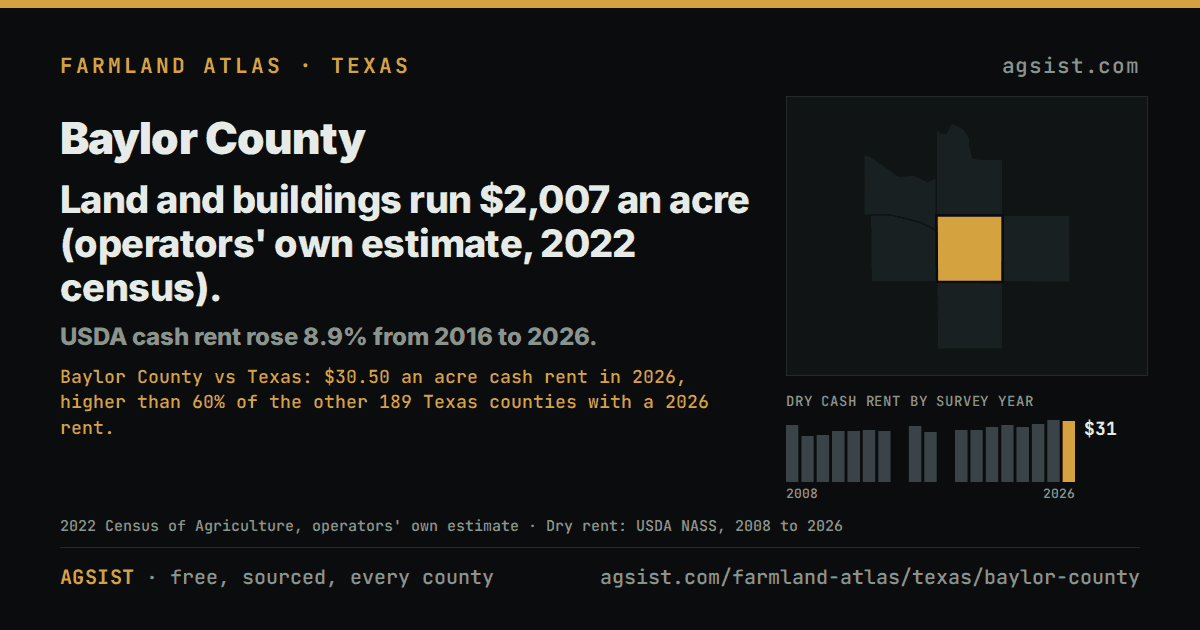 FARMLAND ATLAS · TEXAS
agsist.com
Baylor County
Land and buildings run $2,007 an acre
(operators' own estimate, 2022
census).
USDA cash rent rose 8.9% from 2016 to 2026.
Baylor County vs Texas: $30.50 an acre cash rent in 2026,
higher than 60% of the other 189 Texas counties with a 2026
rent.
DRY CASH RENT BY SURVEY YEAR
$31
2008
2026
2022 Census of Agriculture, operators' own estimate · Dry rent: USDA NASS, 2008 to 2026
AGSIST · free, sourced, every county
agsist.com/farmland-atlas/texas/baylor-county